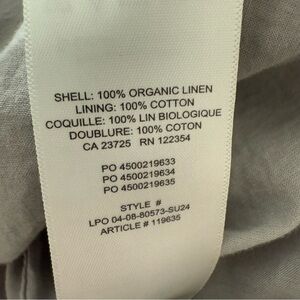 SHELL: 100% ORGANIC LINEN
LINING: 100% COTTON
COQUILLE: 100% LIN BIOLOGIQUE
DOUBLURE: 100% COTON
CA 23725 RN 122354
PO 4500219633
PO 4500219634
PO 4500219635
STYLE #
LPO 04-08-80573-SU24
ARTICLE # 119635